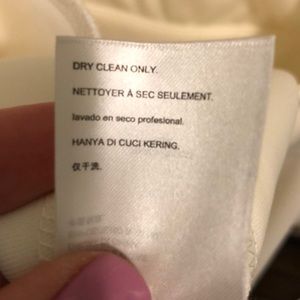 DRY CLEAN ONLY.
NETTOYER À SEC SEULEMENT.
lavado en seco profesional.
HANYA DI CUCI KERING.
仅干洗.